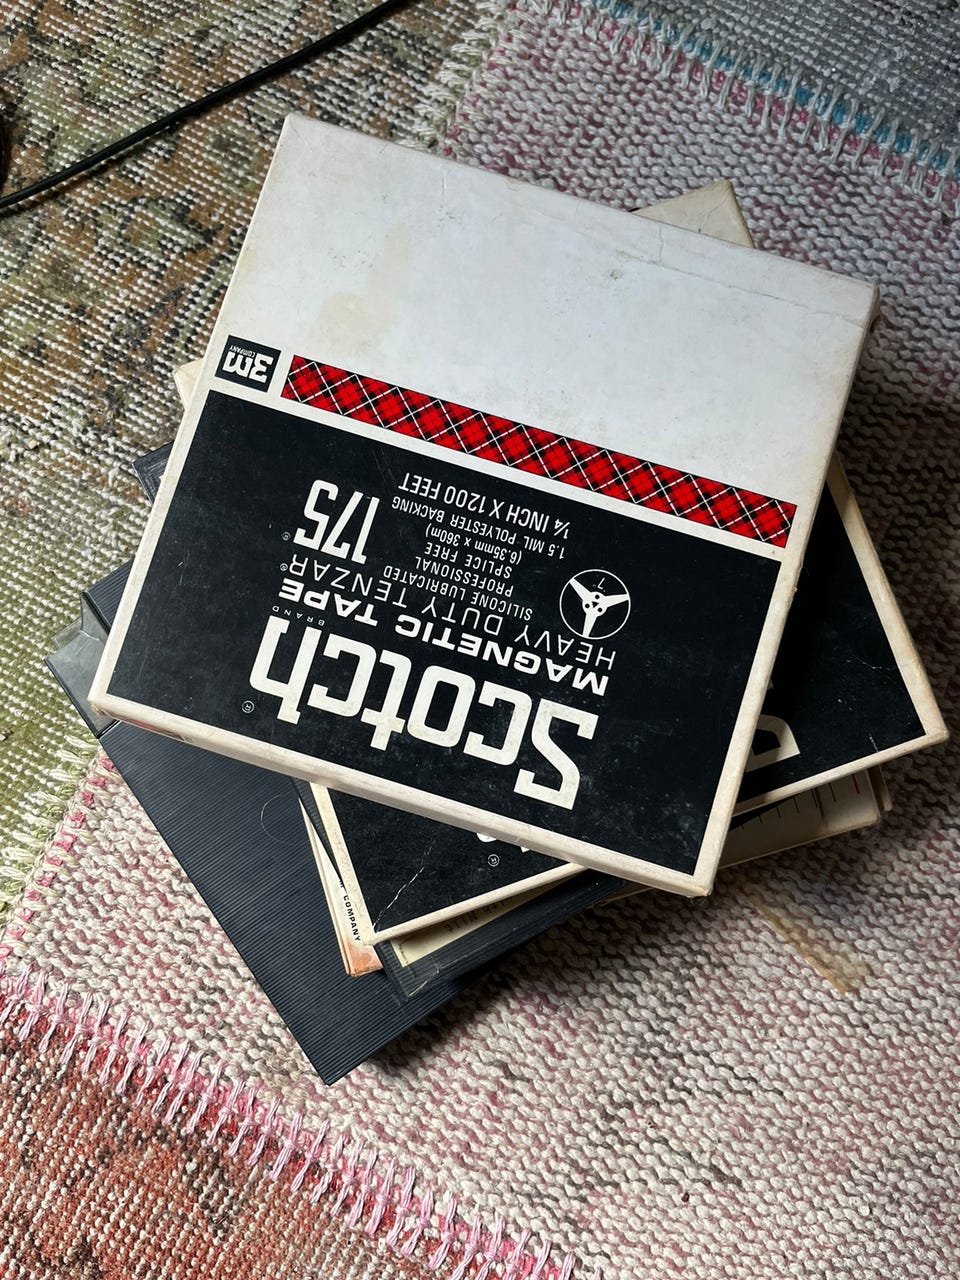 Scotch®
BRAND
MAGNETIC TAPE
HEAVY DUTY TENZAR®
SILICONE LUBRICATED
PROFESSIONAL
SPLICE FREE
(6.35mm x 360m)
1.5 MIL. POLYESTER BACKING
¼ INCH X 1200 FEET
175®
7
3M
COMPANY
®
COMPANY